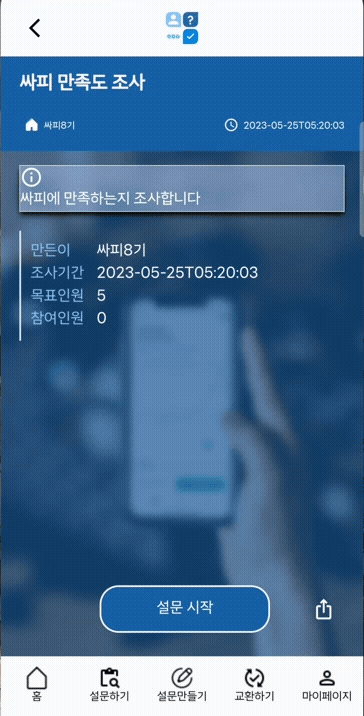 ?
싸피 만족도 조사
싸피8기 2023-05-25T05:20:03
싸피에 만족하는지 조사합니다
만든이 싸피8기
조사기간 2023-05-25T05:20:03
목표인원 5
참여인원 0
설문 시작
홈 설문하기 설문만들기 교환하기 마이페이지